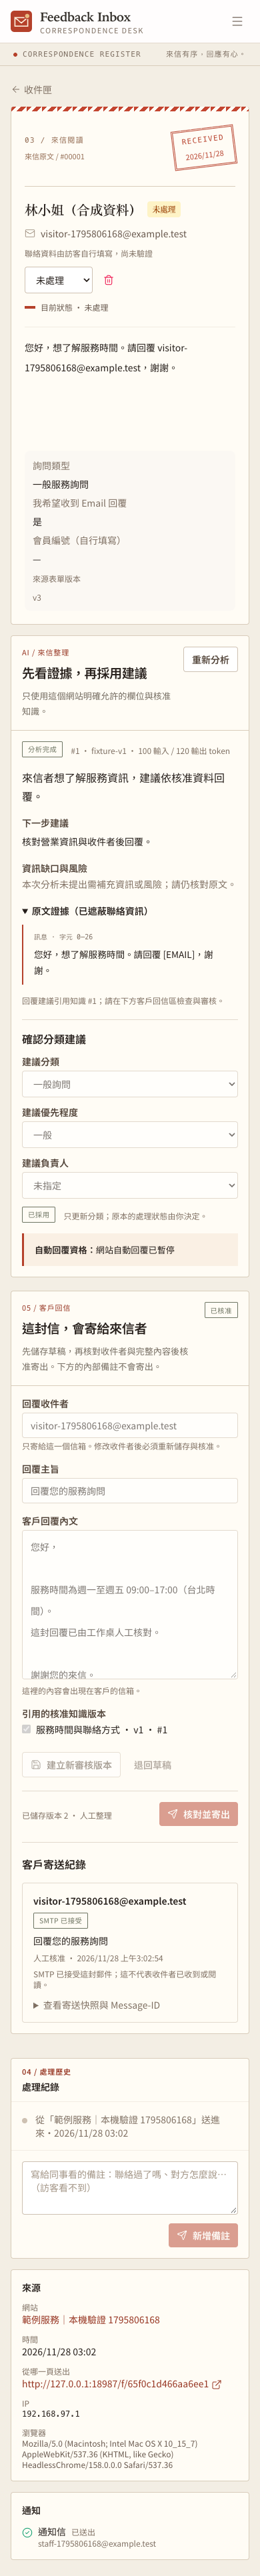 Feedback Inbox
CORRESPONDENCE DESK
CORRESPONDENCE REGISTER
來信有序，回應有心。
← 收件匣
03 / 來信閱讀
來信原文 / #00001
RECEIVED
2026/11/28
林小姐（合成資料） 未處理
visitor-1795806168@example.test
聯絡資料由訪客自行填寫，尚未驗證
未處理
目前狀態 · 未處理
您好，想了解服務時間。請回覆 visitor-
1795806168@example.test，謝謝。
詢問類型
一般服務詢問
我希望收到 Email 回覆
是
會員編號（自行填寫）
—
來源表單版本
v3
AI / 來信整理
先看證據，再採用建議
只使用這個網站明確允許的欄位與核准
知識。
重新分析
分析完成
#1 · fixture-v1 · 100 輸入 / 120 輸出 token
來信者想了解服務資訊，建議依核准資料回
覆。
下一步建議
核對營業資訊與收件者後回覆。
資訊缺口與風險
本次分析未提出需補充資訊或風險；請仍核對原文。
▼ 原文證據（已遮蔽聯絡資訊）
訊息 · 字元 0–26
您好，想了解服務時間。請回覆 [EMAIL]，謝
謝。
回覆建議引用知識 #1；請在下方客戶回信區檢查與審核。
確認分類建議
建議分類
一般詢問
建議優先程度
一般
建議負責人
未指定
已採用
只更新分類；原本的處理狀態由你決定。
自動回覆資格：網站自動回覆已暫停
05 / 客戶回信
已核准
這封信，會寄給來信者
先儲存草稿，再核對收件者與完整內容後核
准寄出。下方的內部備註不會寄出。
回覆收件者
visitor-1795806168@example.test
只寄給這一個信箱。修改收件者後必須重新儲存與核准。
回覆主旨
回覆您的服務詢問
客戶回覆內文
您好，
服務時間為週一至週五 09:00–17:00（台北時
間）。
這封回覆已由工作桌人工核對。
謝謝您的來信。
這裡的內容會出現在客戶的信箱。
引用的核准知識版本
服務時間與聯絡方式 · v1 · #1
建立新審核版本
退回草稿
已儲存版本 2 · 人工整理
核對並寄出
客戶寄送紀錄
visitor-1795806168@example.test
SMTP 已接受
回覆您的服務詢問
人工核准 · 2026/11/28 上午3:02:54
SMTP 已接受這封郵件；這不代表收件者已收到或閱
讀。
▶ 查看寄送快照與 Message-ID
04 / 處理歷史
處理紀錄
從「範例服務｜本機驗證 1795806168」送進
來 · 2026/11/28 03:02
寫給同事看的備註：聯絡過了嗎、對方怎麼說…
（訪客看不到）
新增備註
來源
網站
範例服務｜本機驗證 1795806168
時間
2026/11/28 03:02
從哪一頁送出
http://127.0.0.1:18987/f/65f0c1d466aa6ee1
IP
192.168.97.1
瀏覽器
Mozilla/5.0 (Macintosh; Intel Mac OS X 10_15_7)
AppleWebKit/537.36 (KHTML, like Gecko)
HeadlessChrome/158.0.0.0 Safari/537.36
通知
通知信 已送出
staff-1795806168@example.test